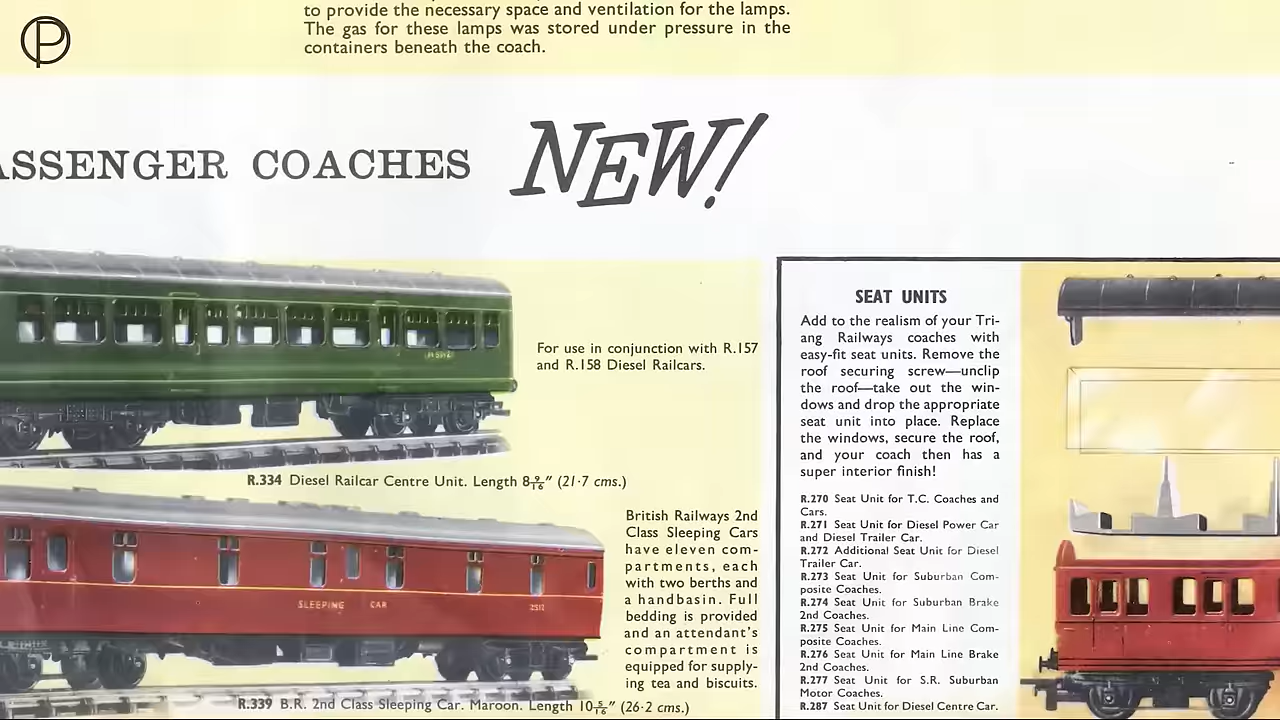 to provide the necessary space and ventilation for the lamps.
The gas for these lamps was stored under pressure in the
containers beneath the coach.
ASSENGER COACHES NEW!
For use in conjunction with R.157
and R.158 Diesel Railcars.
R.334 Diesel Railcar Centre Unit. Length 8 9/16″ (21·7 cms.)
British Railways 2nd
Class Sleeping Cars
have eleven com-
partments, each
with two berths and
a handbasin. Full
bedding is provided
and an attendant's
compartment is
equipped for supply-
ing tea and biscuits.
SLEEPING CAR
R.339 B.R. 2nd Class Sleeping Car. Maroon. Length 10 5/16″ (26·2 cms.)
SEAT UNITS
Add to the realism of your Tri-
ang Railways coaches with
easy-fit seat units. Remove the
roof securing screw—unclip
the roof—take out the win-
dows and drop the appropriate
seat unit into place. Replace
the windows, secure the roof,
and your coach then has a
super interior finish!
R.270 Seat Unit for T.C. Coaches and
Cars.
R.271 Seat Unit for Diesel Power Car
and Diesel Trailer Car.
R.272 Additional Seat Unit for Diesel
Trailer Car.
R.273 Seat Unit for Suburban Com-
posite Coaches.
R.274 Seat Unit for Suburban Brake
2nd Coaches.
R.275 Seat Unit for Main Line Com-
posite Coaches.
R.276 Seat Unit for Main Line Brake
2nd Coaches.
R.277 Seat Unit for S.R. Suburban
Motor Coaches.
R.287 Seat Unit for Diesel Centre Car.